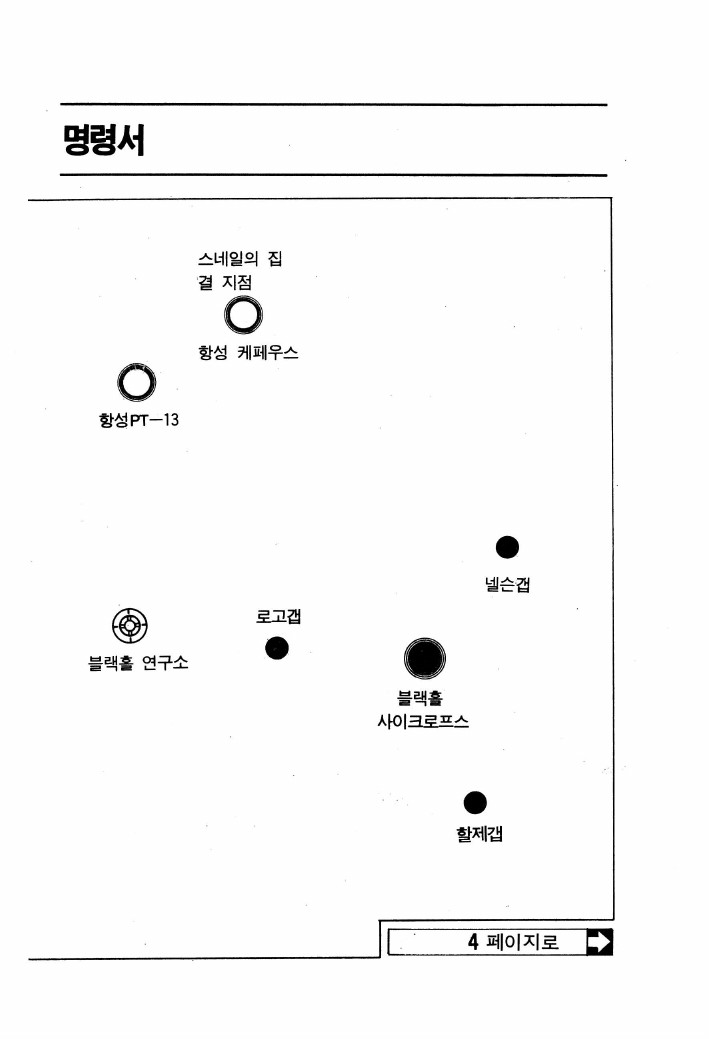 명령서
스네일의 집
결 지점
항성 케페우스
항성PT-13
넬슨갭
로고갭
블랙홀 연구소
블랙홀
사이크로프스
할제갭
4 페이지로